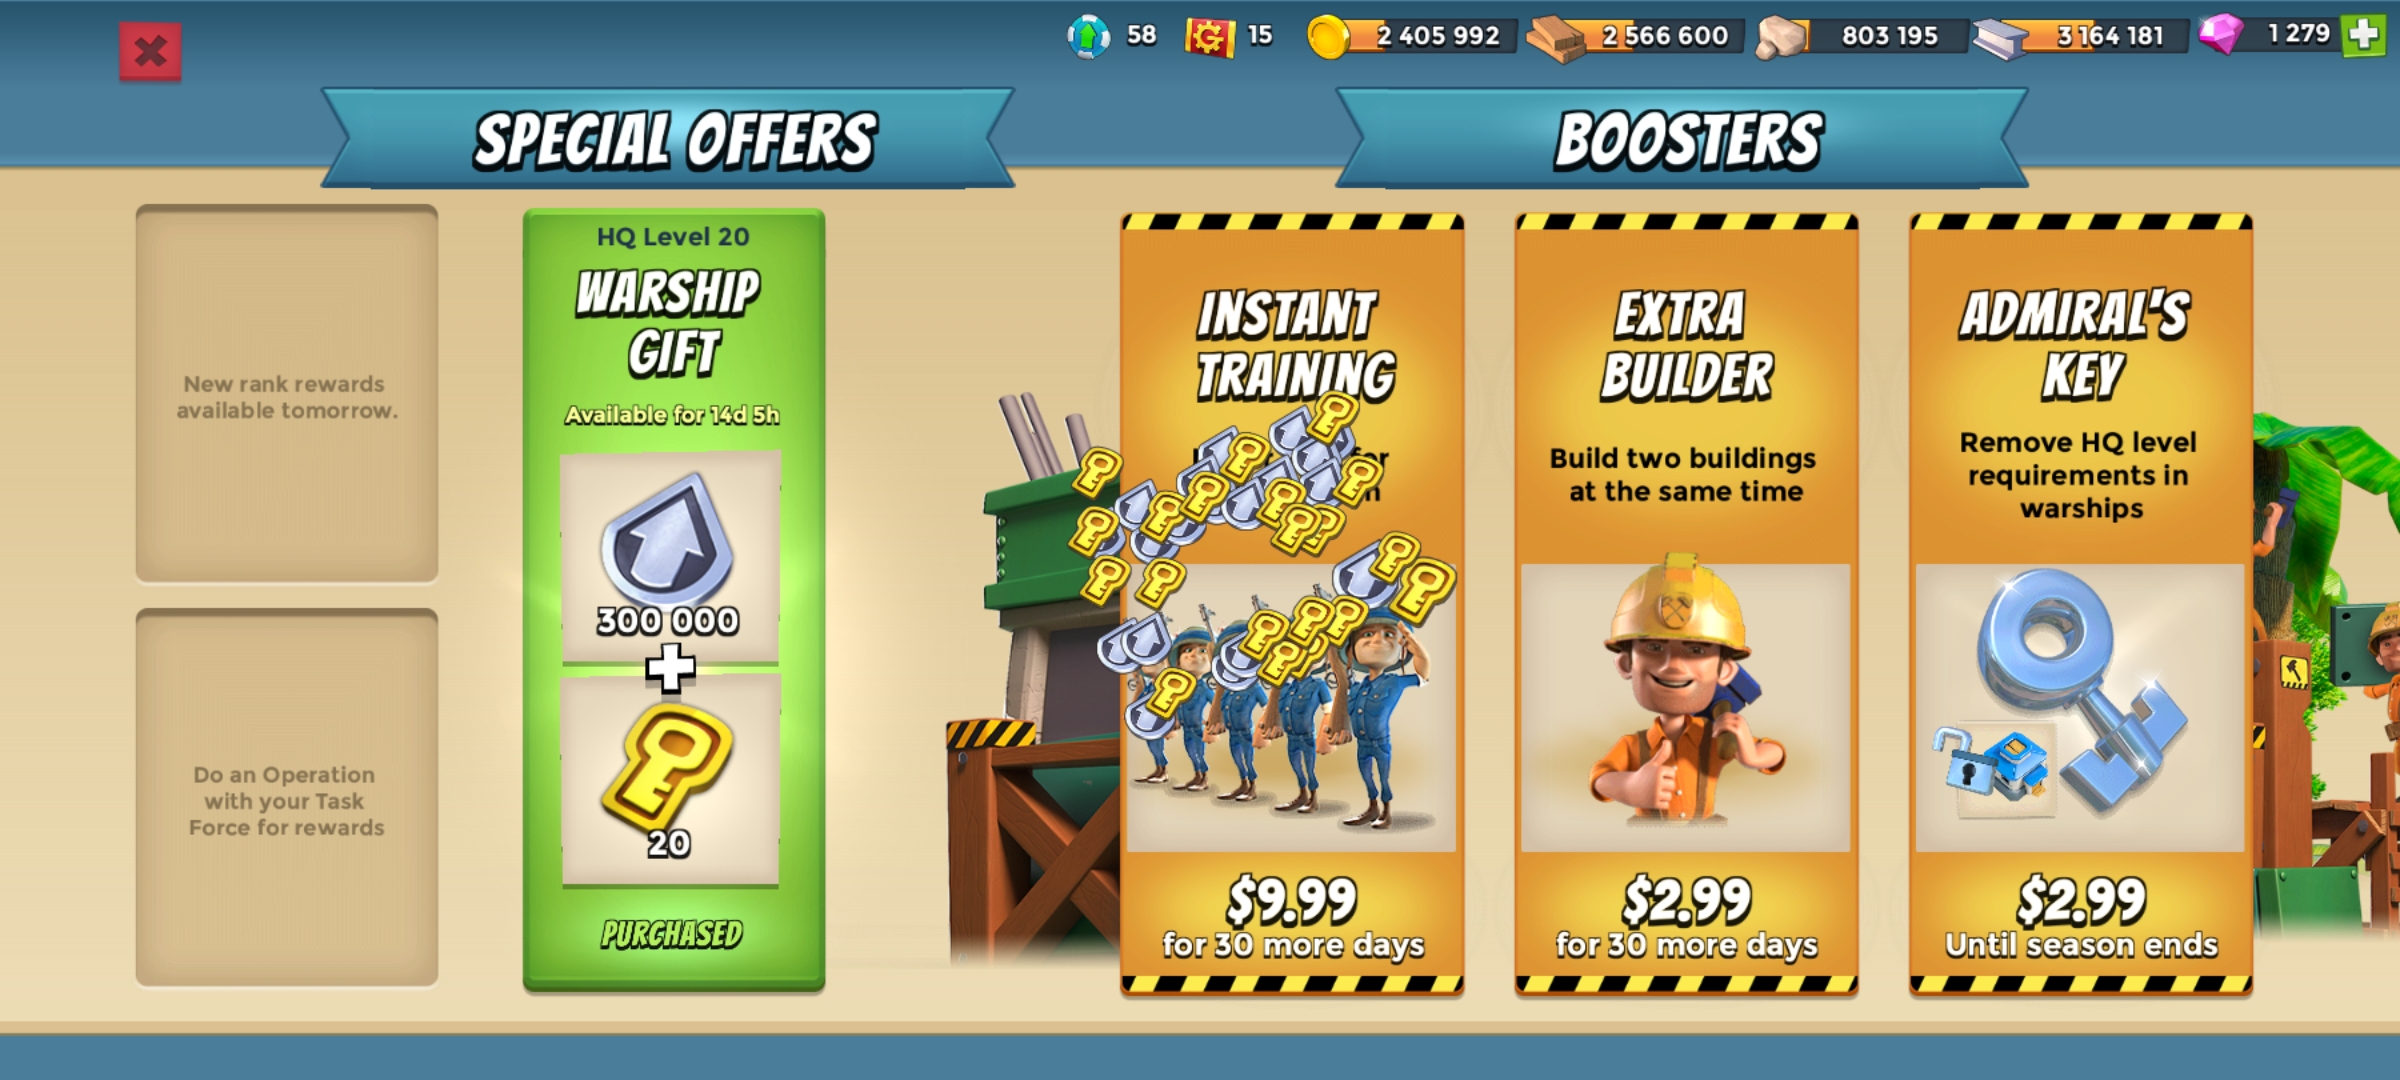 58
15
2 405 992
2 566 600
803 195
3 164 181
1 279
SPECIAL OFFERS
BOOSTERS
New rank rewards
available tomorrow.
Do an Operation
with your Task
Force for rewards
HQ Level 20
WARSHIP
GIFT
Available for 14d 5h
300 000
20
PURCHASED
INSTANT
TRAINING
for
$9.99
for 30 more days
EXTRA
BUILDER
Build two buildings
at the same time
$2.99
for 30 more days
ADMIRAL'S
KEY
Remove HQ level
requirements in
warships
$2.99
Until season ends